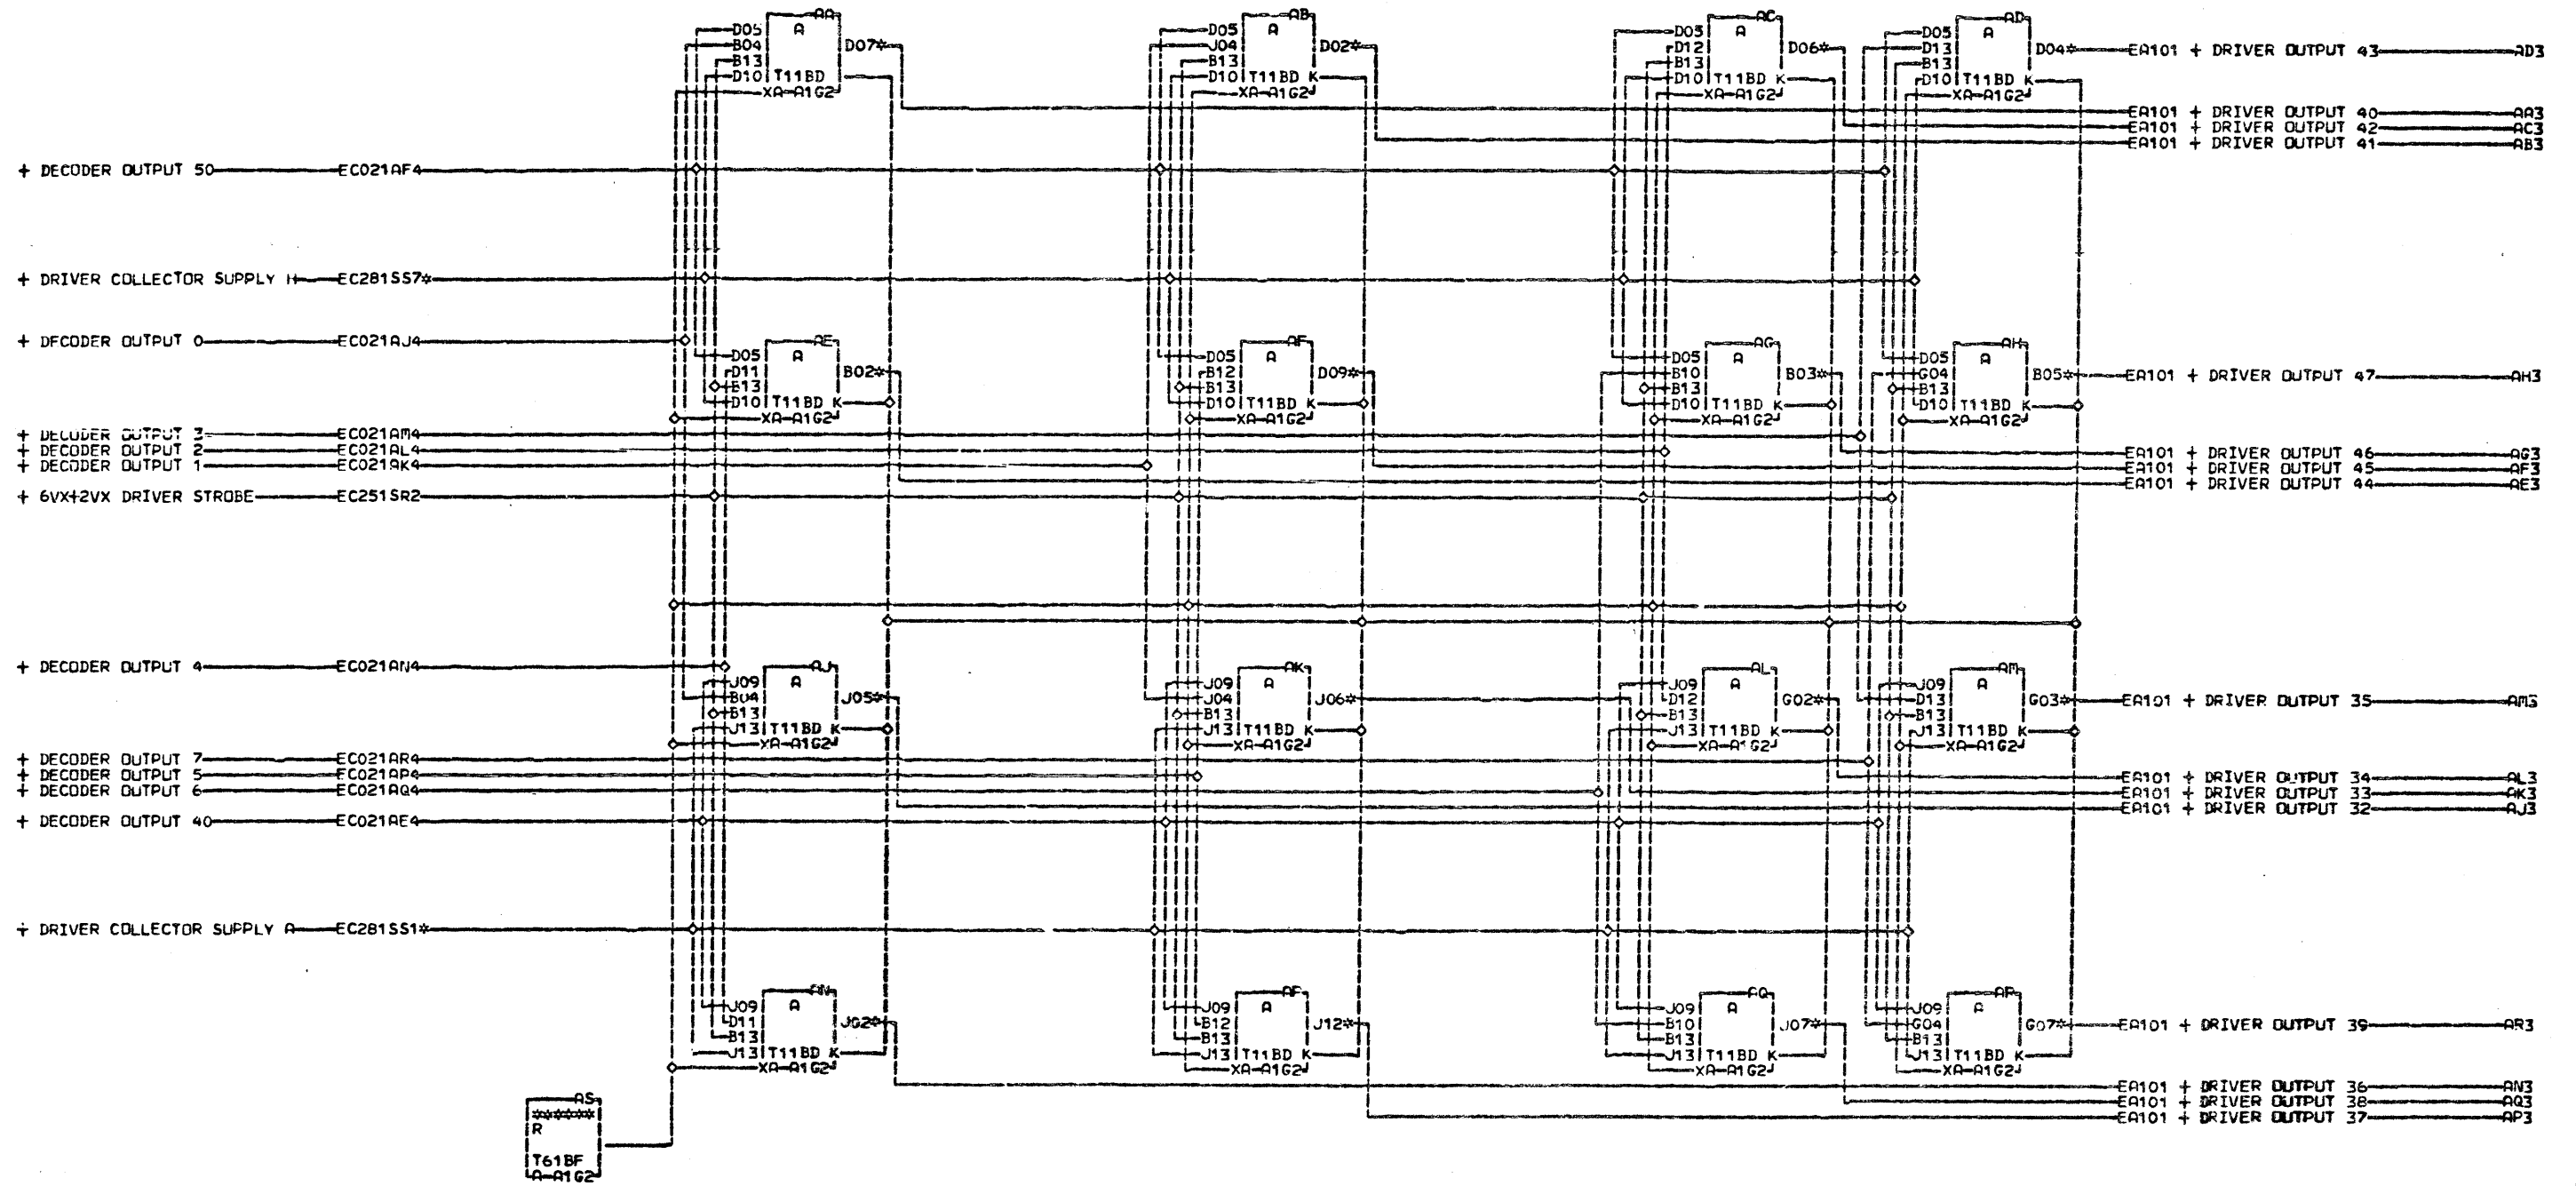 AA AB AC AD
D05 A D05 A D05 A D05 A
B04 D07* J04 D02* D12 D06* D13 D04* EA101 + DRIVER OUTPUT 43 AD3
B13 B13 B13 B13
D10 T11BD D10 T11BD K D10 T11BD K D10 T11BD K
XA-A1G2 XA-A1G2 XA-A1G2 XA-A1G2
EA101 + DRIVER OUTPUT 40 AA3
EA101 + DRIVER OUTPUT 42 AC3
EA101 + DRIVER OUTPUT 41 AB3
+ DECODER OUTPUT 50 EC021AF4
+ DRIVER COLLECTOR SUPPLY H EC281SS7*
+ DECODER OUTPUT 0 EC021AJ4
AE AF AG AH
D05 A D05 A D05 A D05 A
D11 B02* B12 D09* B10 B03* G04 B05* EA101 + DRIVER OUTPUT 47 AH3
B13 B13 B13 B13
D10 T11BD K D10 T11BD K D10 T11BD K D10 T11BD K
XA-A1G2 XA-A1G2 XA-A1G2 XA-A1G2
+ DECODER OUTPUT 3 EC021AM4
+ DECODER OUTPUT 2 EC021AL4 EA101 + DRIVER OUTPUT 46 AG3
+ DECODER OUTPUT 1 EC021AK4 EA101 + DRIVER OUTPUT 45 AF3
EA101 + DRIVER OUTPUT 44 AE3
+ 6VX+2VX DRIVER STROBE EC251SR2
+ DECODER OUTPUT 4 EC021AN4
AJ AK AL AM
J09 A J09 A J09 A J09 A
B04 J05* J04 J06* D12 G02* D13 G03* EA101 + DRIVER OUTPUT 35 AM3
B13 B13 B13 B13
J13 T11BD K J13 T11BD K J13 T11BD K J13 T11BD K
XA-A1G2 XA-A1G2 XA-A1G2 XA-A1G2
+ DECODER OUTPUT 7 EC021AR4
+ DECODER OUTPUT 5 EC021AP4 EA101 + DRIVER OUTPUT 34 AL3
+ DECODER OUTPUT 6 EC021AQ4 EA101 + DRIVER OUTPUT 33 AK3
EA101 + DRIVER OUTPUT 32 AJ3
+ DECODER OUTPUT 40 EC021AE4
+ DRIVER COLLECTOR SUPPLY A EC281SS1*
AN AP AQ AR
J09 A J09 A J09 A J09 A
D11 J02* B12 J12* B10 J07* G04 G07* EA101 + DRIVER OUTPUT 39 AR3
B13 B13 B13 B13
J13 T11BD K J13 T11BD K J13 T11BD K J13 T11BD K
XA-A1G2 XA-A1G2 XA-A1G2 XA-A1G2
EA101 + DRIVER OUTPUT 36 AN3
EA101 + DRIVER OUTPUT 38 AQ3
EA101 + DRIVER OUTPUT 37 AP3
AS
******
R
T61BF
A-A1G2